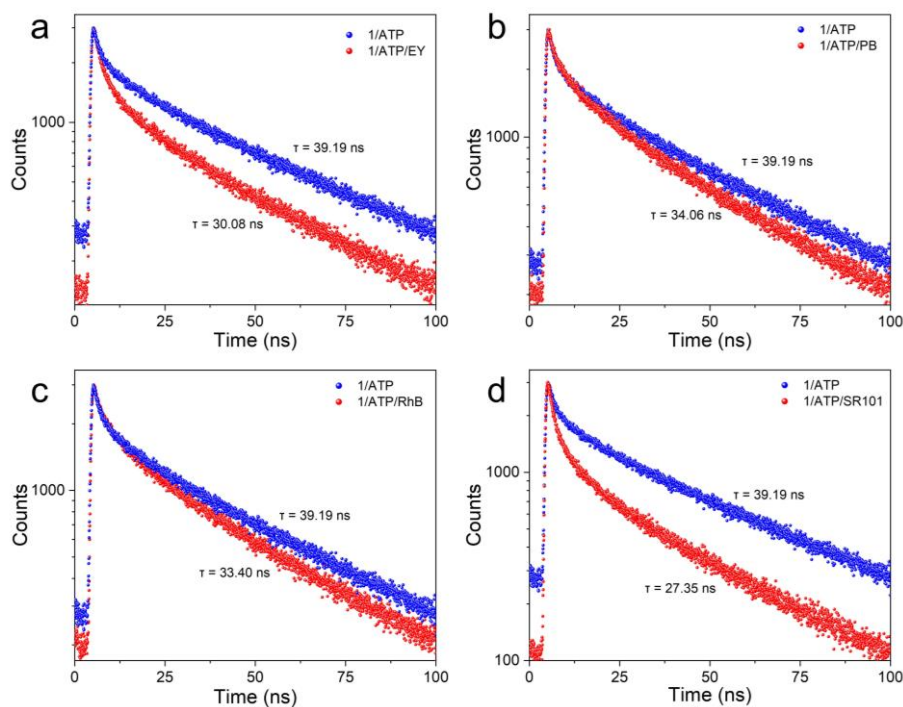 a
1/ATP
1/ATP/EY
1000
Counts
τ = 39.19 ns
τ = 30.08 ns
0 25 50 75 100
Time (ns)
b
1/ATP
1/ATP/PB
1000
Counts
τ = 39.19 ns
τ = 34.06 ns
0 25 50 75 100
Time (ns)
c
1/ATP
1/ATP/RhB
1000
Counts
τ = 39.19 ns
τ = 33.40 ns
0 25 50 75 100
Time (ns)
d
1/ATP
1/ATP/SR101
1000
Counts
τ = 39.19 ns
τ = 27.35 ns
100
0 25 50 75 100
Time (ns)